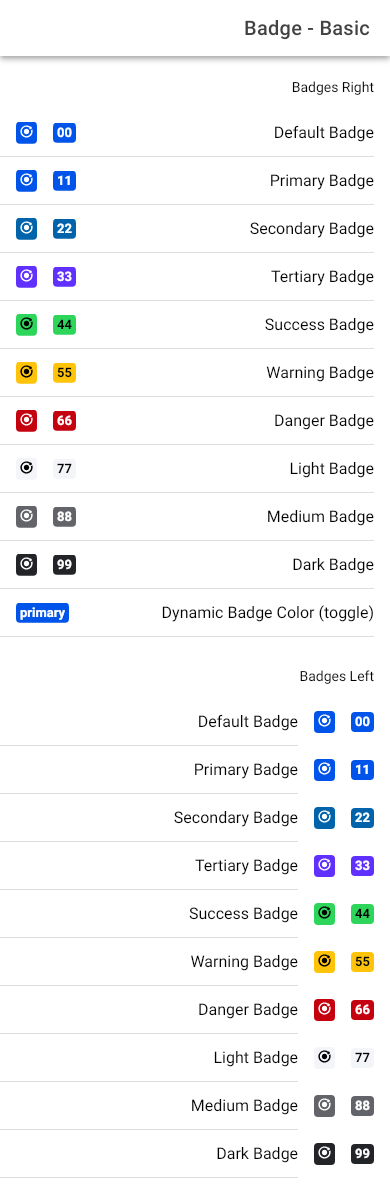 Badge - Basic
Badges Right
00 Default Badge
11 Primary Badge
22 Secondary Badge
33 Tertiary Badge
44 Success Badge
55 Warning Badge
66 Danger Badge
77 Light Badge
88 Medium Badge
99 Dark Badge
primary Dynamic Badge Color (toggle)
Badges Left
Default Badge 00
Primary Badge 11
Secondary Badge 22
Tertiary Badge 33
Success Badge 44
Warning Badge 55
Danger Badge 66
Light Badge 77
Medium Badge 88
Dark Badge 99